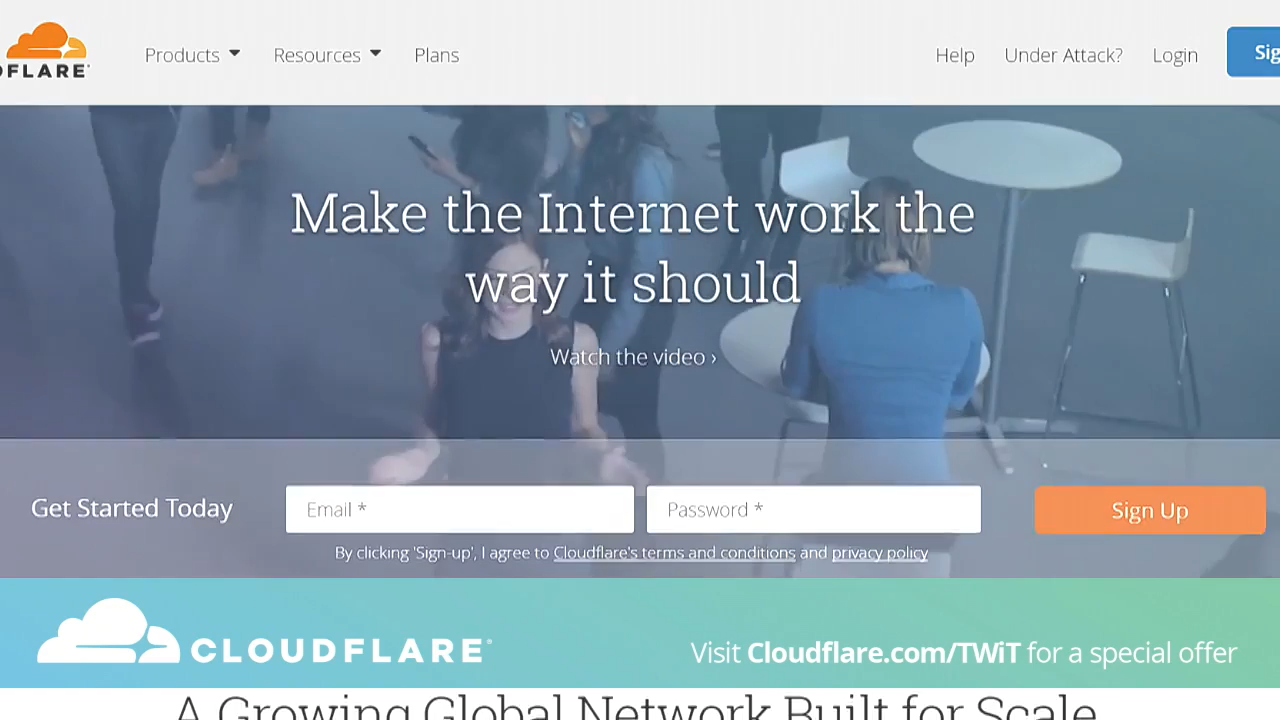 Products
Resources
Plans
Help
Under Attack?
Login
FLARE
Make the Internet work the
way it should
Watch the video ›
Get Started Today
Email *
Password *
Sign Up
By clicking 'Sign-up', I agree to Cloudflare's terms and conditions and privacy policy
CLOUDFLARE
Visit Cloudflare.com/TWiT for a special offer
A Growing Global Network Built for Scale